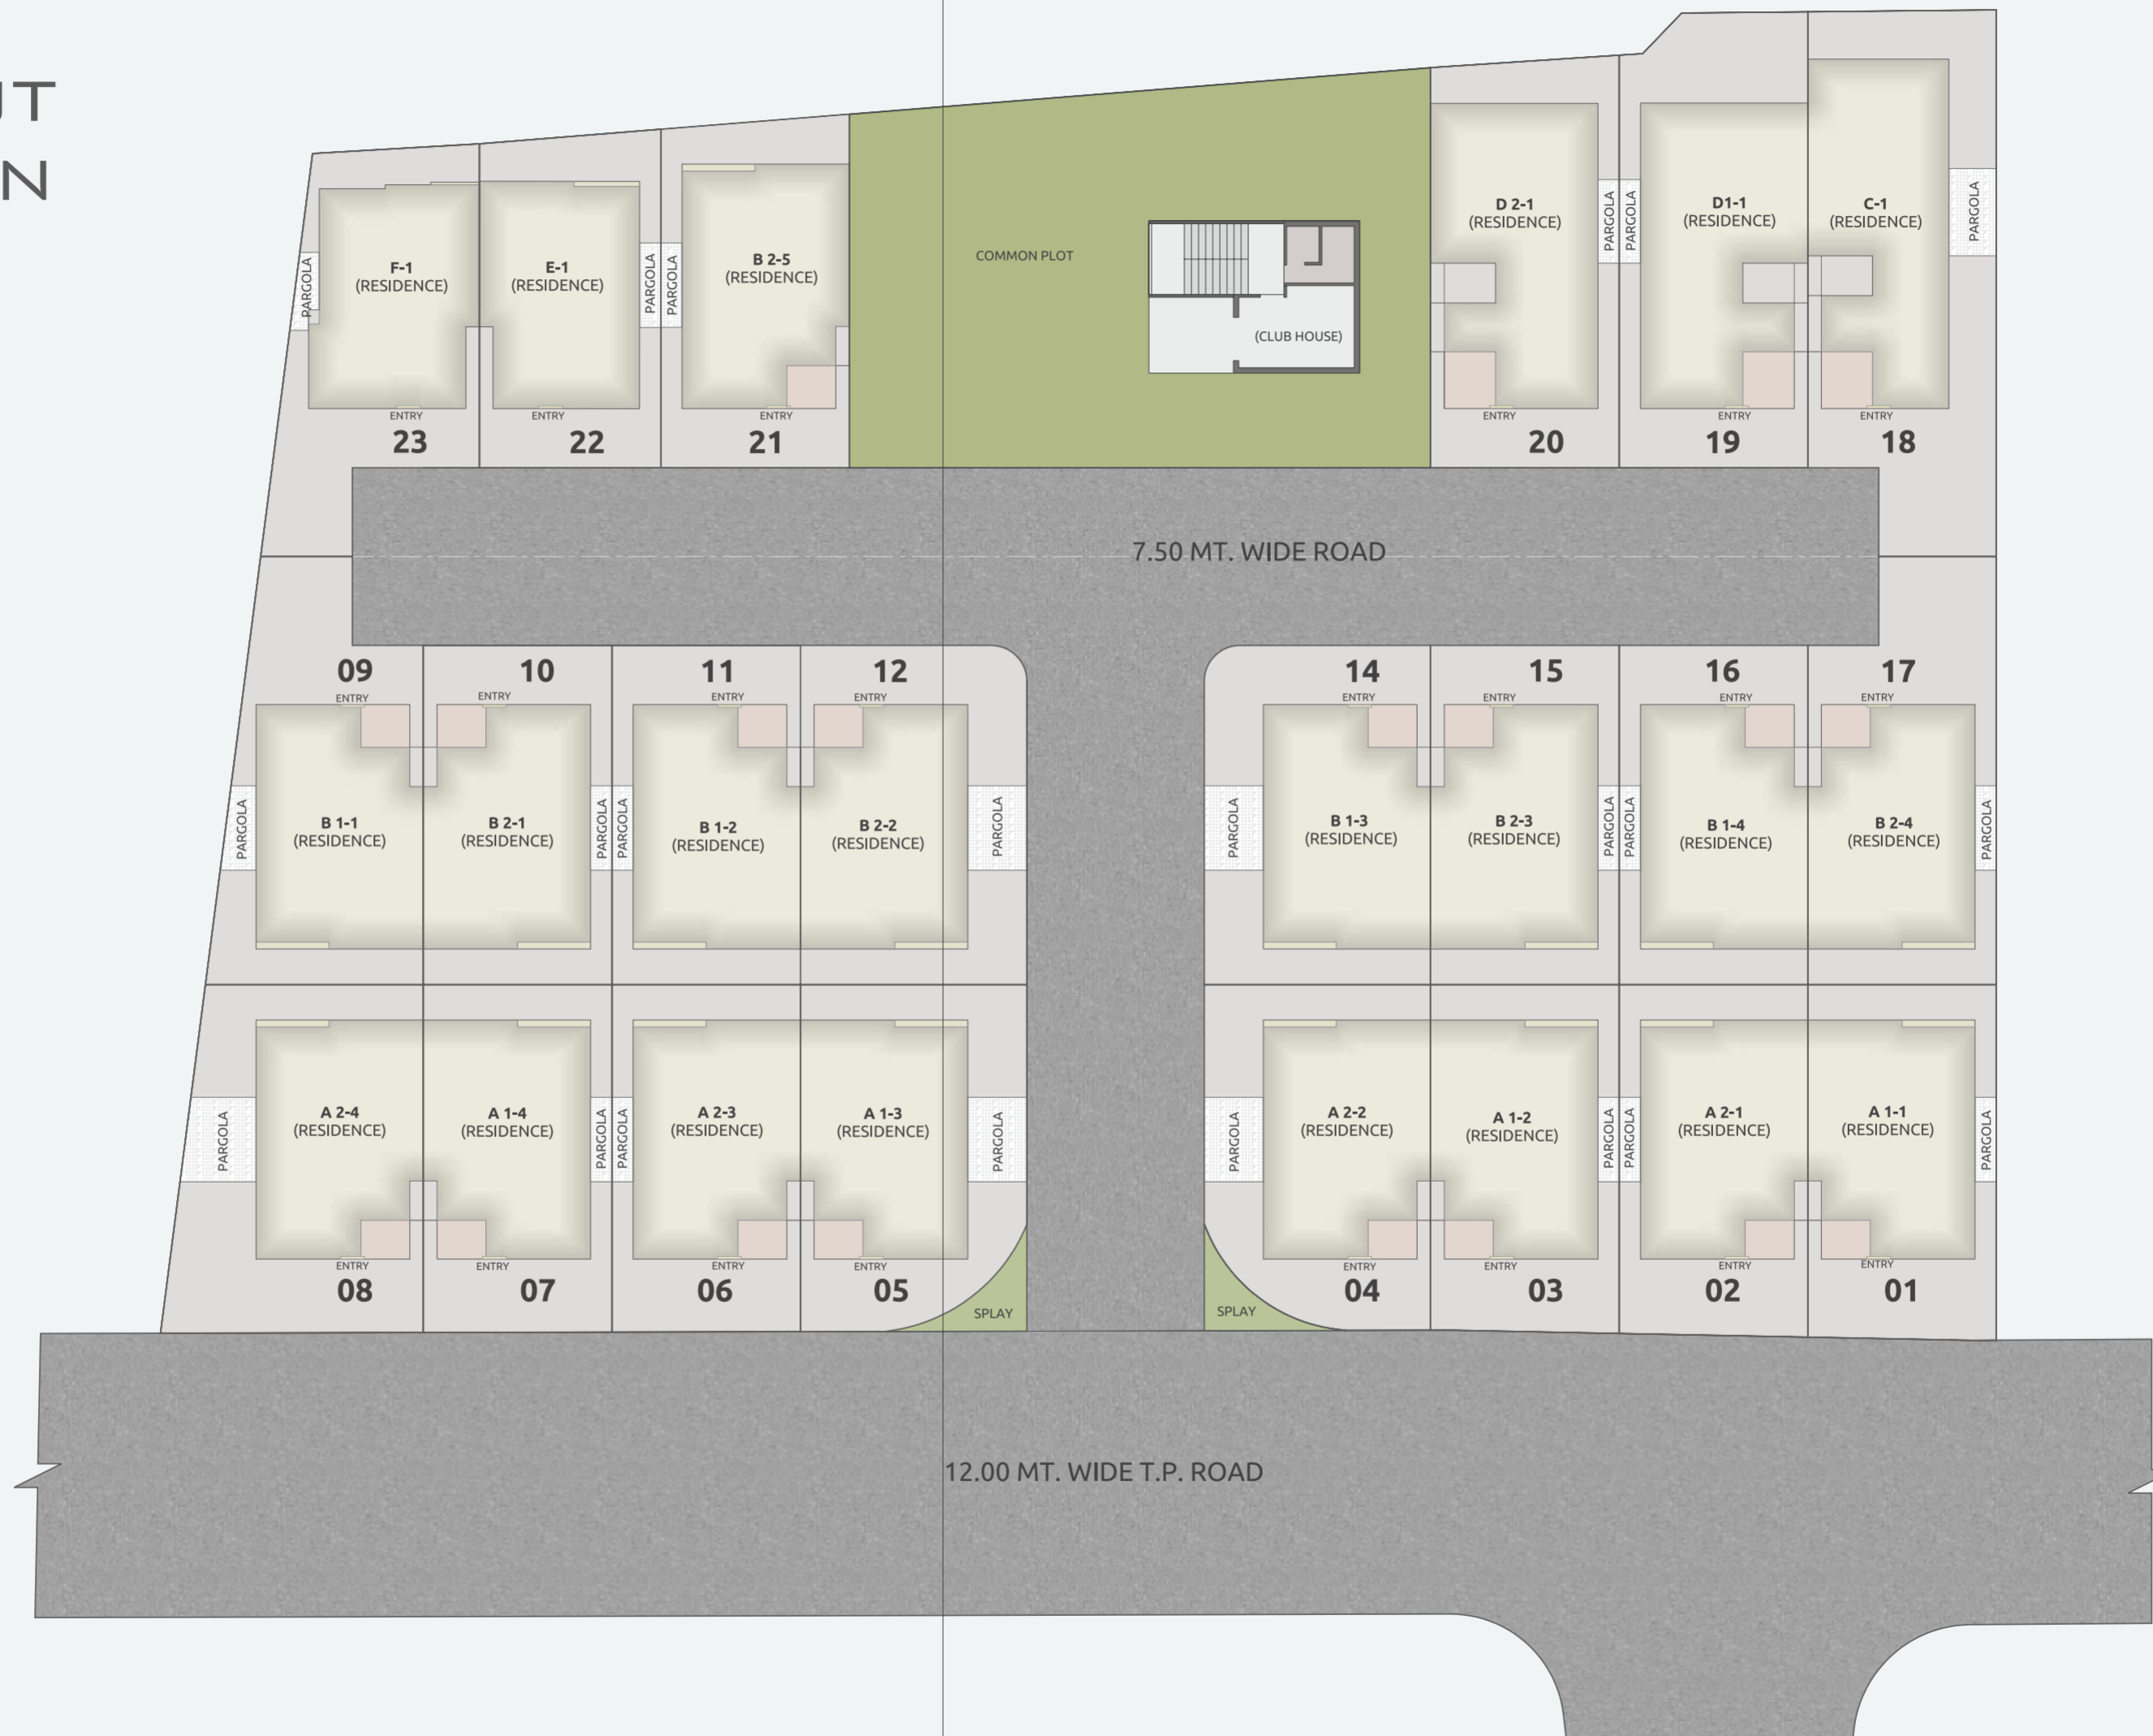 UT
N
D 2-1
(RESIDENCE)
PARGOLA
PARGOLA
D1-1
(RESIDENCE)
C-1
(RESIDENCE)
PARGOLA
PARGOLA
F-1
(RESIDENCE)
E-1
(RESIDENCE)
PARGOLA
PARGOLA
B 2-5
(RESIDENCE)
COMMON PLOT
(CLUB HOUSE)
ENTRY
ENTRY
ENTRY
ENTRY
ENTRY
ENTRY
23
22
21
20
19
18
7.50 MT. WIDE ROAD
09
10
11
12
14
15
16
17
ENTRY
ENTRY
ENTRY
ENTRY
ENTRY
ENTRY
ENTRY
ENTRY
PARGOLA
B 1-1
(RESIDENCE)
B 2-1
(RESIDENCE)
PARGOLA
PARGOLA
B 1-2
(RESIDENCE)
B 2-2
(RESIDENCE)
PARGOLA
PARGOLA
B 1-3
(RESIDENCE)
B 2-3
(RESIDENCE)
PARGOLA
PARGOLA
B 1-4
(RESIDENCE)
B 2-4
(RESIDENCE)
PARGOLA
PARGOLA
A 2-4
(RESIDENCE)
A 1-4
(RESIDENCE)
PARGOLA
PARGOLA
A 2-3
(RESIDENCE)
A 1-3
(RESIDENCE)
PARGOLA
PARGOLA
A 2-2
(RESIDENCE)
A 1-2
(RESIDENCE)
PARGOLA
PARGOLA
A 2-1
(RESIDENCE)
A 1-1
(RESIDENCE)
PARGOLA
ENTRY
ENTRY
ENTRY
ENTRY
ENTRY
ENTRY
ENTRY
ENTRY
08
07
06
05
04
03
02
01
SPLAY
SPLAY
12.00 MT. WIDE T.P. ROAD